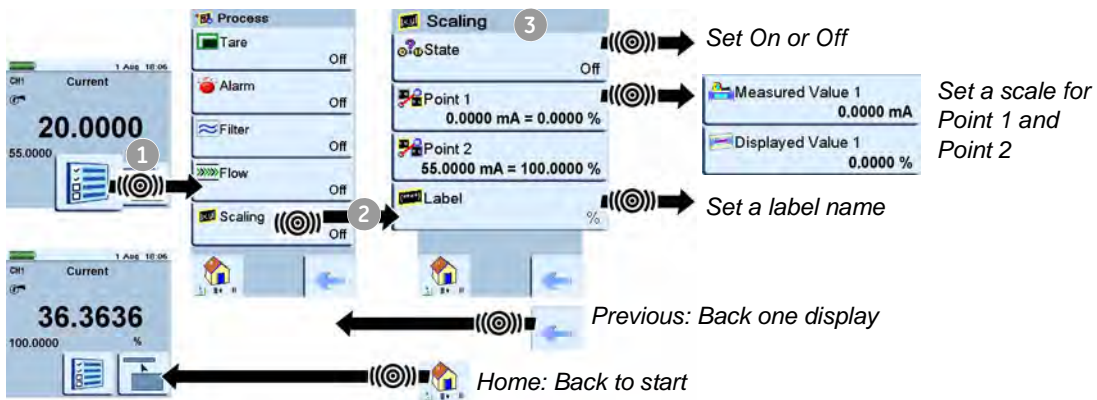 1 Aug 18:06
CH1 Current
20.0000
55.0000
1
Process
Tare
Off
Alarm
Off
Filter
Off
Flow
Off
Scaling
Off
2
Scaling
3
State
Off
Point 1
0.0000 mA = 0.0000 %
Point 2
55.0000 mA = 100.0000 %
Label
%
Set On or Off
Measured Value 1
0.0000 mA
Displayed Value 1
0.0000 %
Set a scale for
Point 1 and
Point 2
Set a label name
1 Aug 18:06
CH1 Current
36.3636
100.0000 %
Previous: Back one display
Home: Back to start